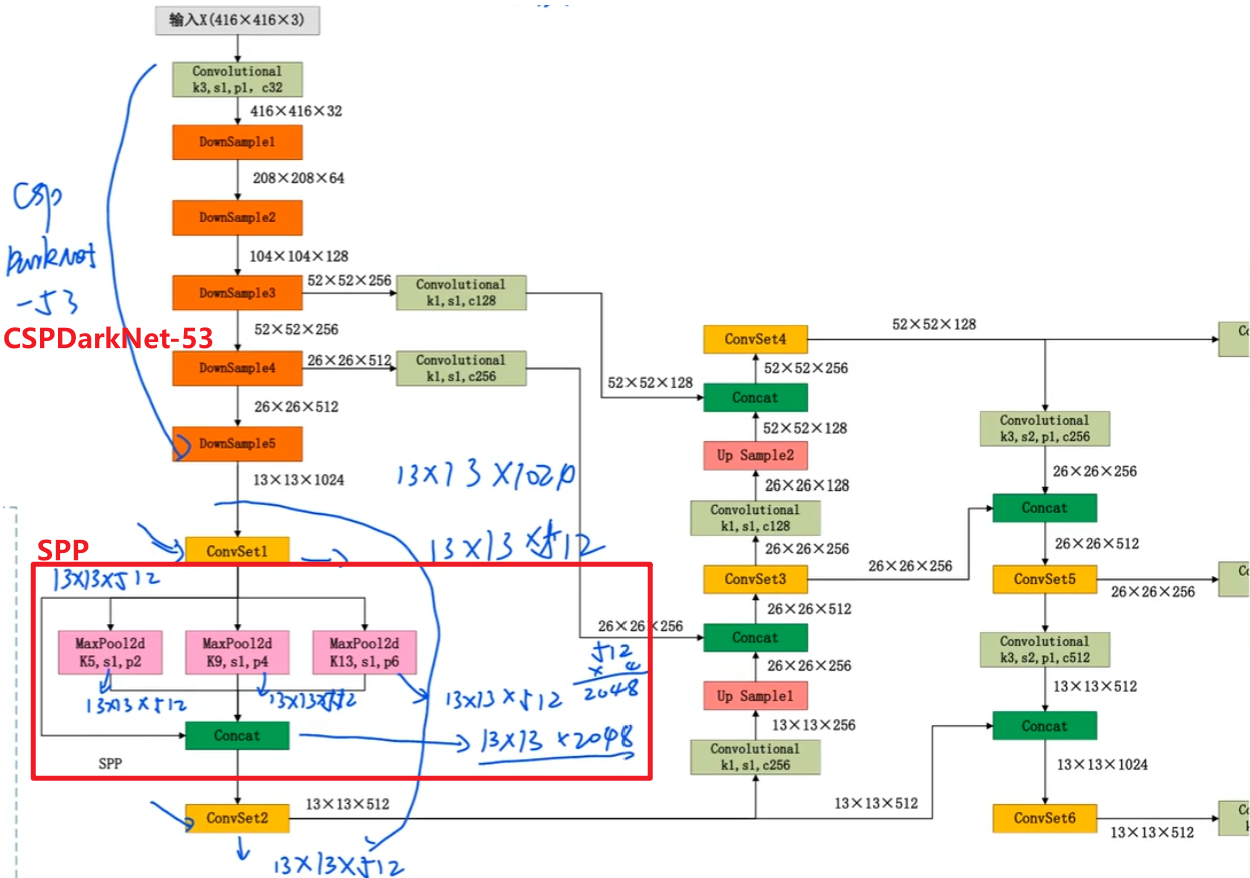 输入X(416×416×3)
Convolutional
k3,s1,p1, c32
416×416×32
DownSample1
208×208×64
DownSample2
104×104×128
DownSample3
52×52×256
Convolutional
k1,s1,c128
52×52×256
DownSample4
26×26×512
Convolutional
k1,s1,c256
26×26×512
DownSample5
13×13×1024
Csp
DarkNet
-53
CSPDarkNet-53
13×13×1024
13×13×512
ConvSet1
SPP
13×13×512
MaxPool2d
K5,s1,p2
MaxPool2d
K9,s1,p4
MaxPool2d
K13,s1,p6
13×13×512
13×13×512
13×13×512
512
× 4
2048
Concat
13×13×2048
SPP
ConvSet2
13×13×512
13×13×512
ConvSet4
52×52×128
52×52×256
52×52×128
Concat
52×52×128
Up Sample2
26×26×128
Convolutional
k1,s1,c128
26×26×256
ConvSet3
26×26×256
26×26×512
26×26×256
Concat
26×26×256
Up Sample1
13×13×256
Convolutional
k1,s1,c256
13×13×512
Convolutional
k3,s2,p1,c256
26×26×256
Concat
26×26×512
ConvSet5
26×26×256
Convolutional
k3,s2,p1,c512
13×13×512
Concat
13×13×1024
ConvSet6
13×13×512